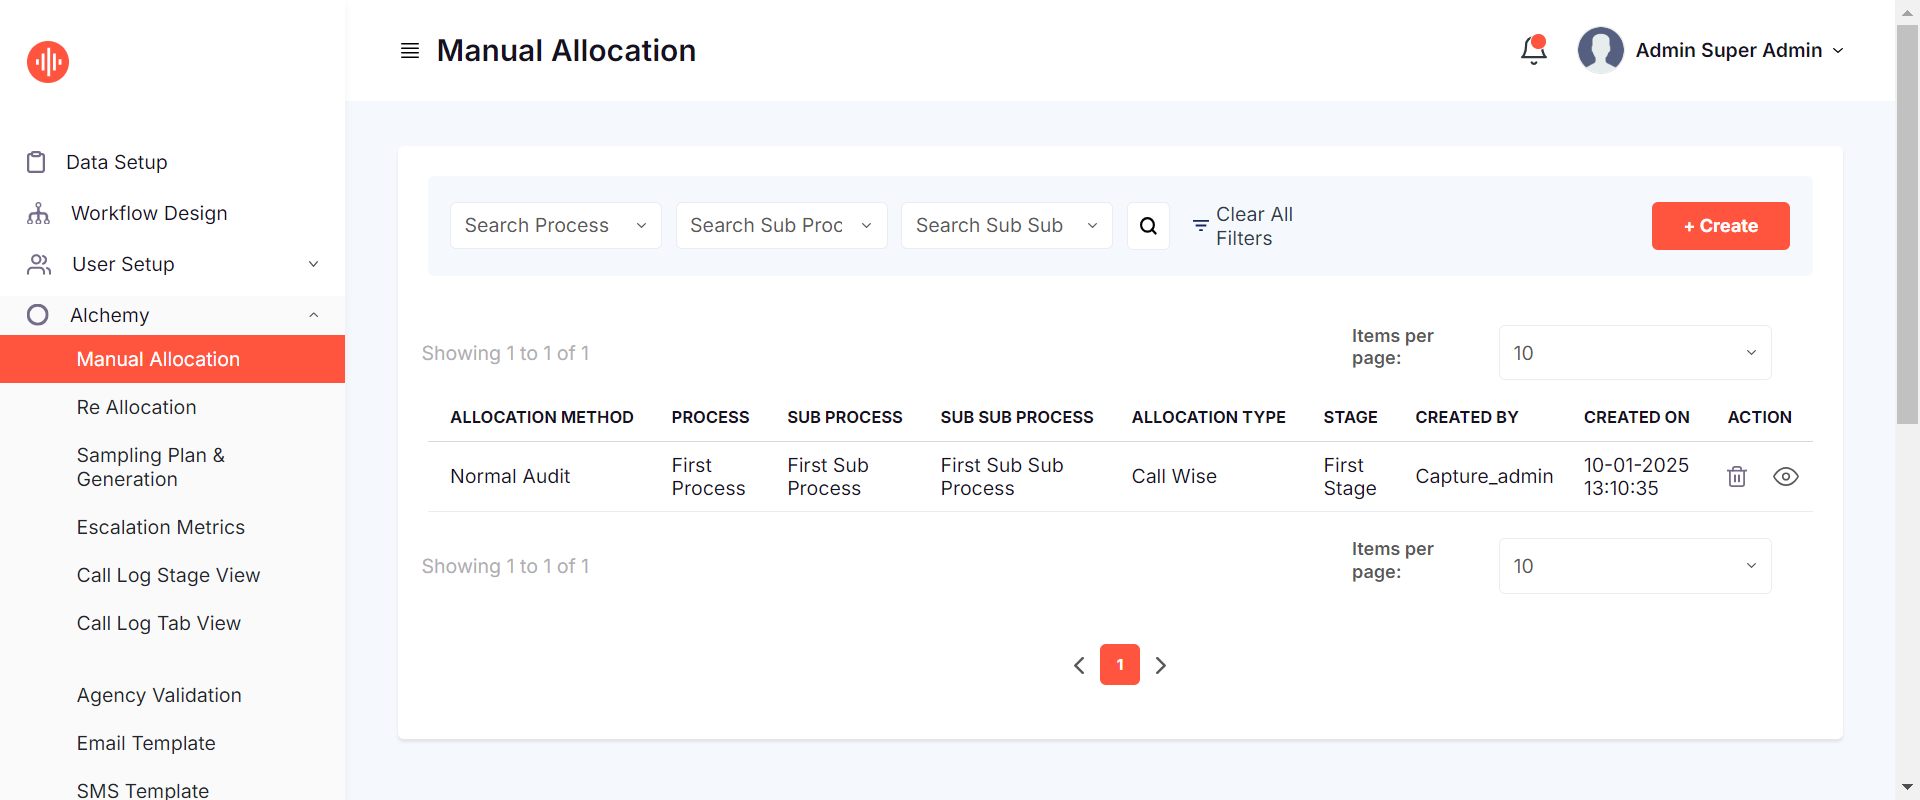 Manual Allocation
Admin Super Admin
Data Setup
Workflow Design
User Setup
Alchemy
Manual Allocation
Re Allocation
Sampling Plan &
Generation
Escalation Metrics
Call Log Stage View
Call Log Tab View
Agency Validation
Email Template
SMS Template
Search Process
Search Sub Proc
Search Sub Sub
Clear All
Filters
+ Create
Showing 1 to 1 of 1
Items per
page:
10
ALLOCATION METHOD PROCESS SUB PROCESS SUB SUB PROCESS ALLOCATION TYPE STAGE CREATED BY CREATED ON ACTION
Normal Audit
First
Process
First Sub
Process
First Sub Sub
Process
Call Wise
First
Stage
Capture_admin
10-01-2025
13:10:35
Showing 1 to 1 of 1
Items per
page:
10
1